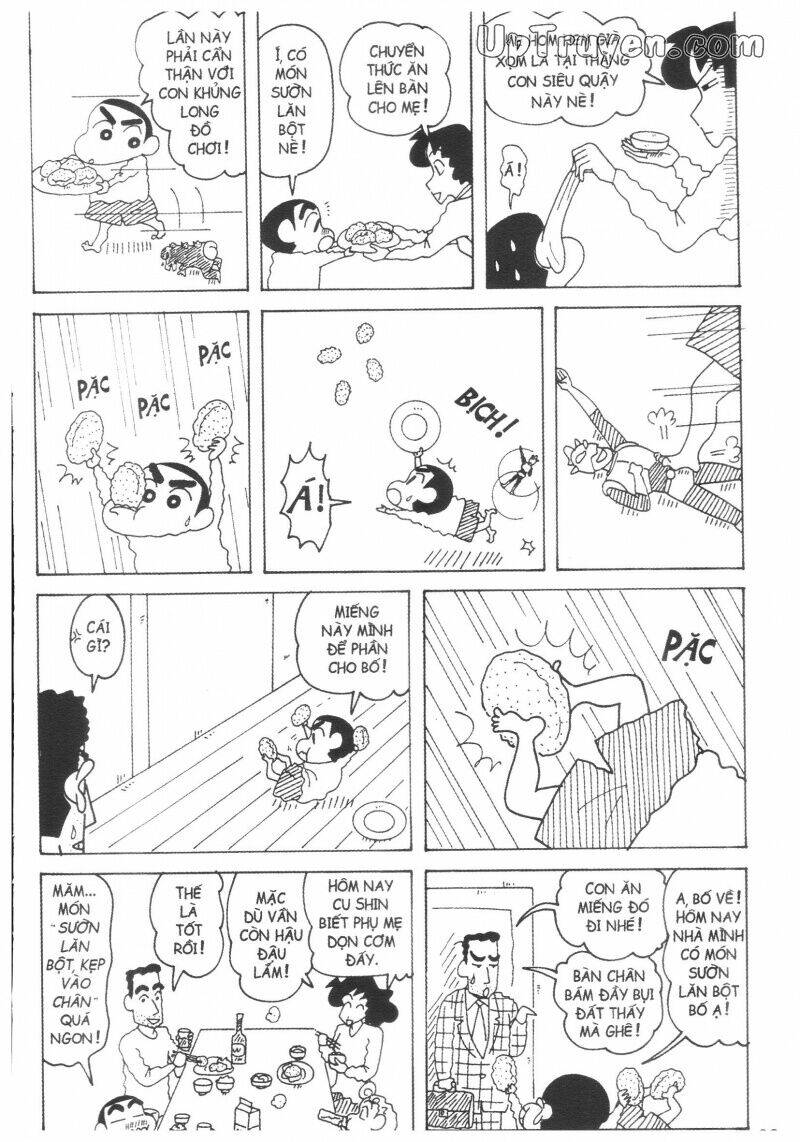 UpTruyen.com
MẸ HOM HEM GIÀ
XỌM LÀ TẠI THẰNG
CON SIÊU QUẬY
NÀY NÈ!
Á!
CHUYỂN
THỨC ĂN
LÊN BÀN
CHO MẸ!
Í, CÓ
MÓN
SƯỜN
LĂN
BỘT
NÈ!
LẦN NÀY
PHẢI CẨN
THẬN VỚI
CON KHỦNG
LONG
ĐỒ
CHƠI!
BỊCH!
Á!
PẶC
PẶC
PẶC
PẶC
MIẾNG
NÀY MÌNH
ĐỂ PHẦN
CHO BỐ!
CÁI
GÌ?
A, BỐ VỀ!
HÔM NAY
NHÀ MÌNH
CÓ MÓN
SƯỜN
LĂN BỘT
BỐ Ạ!
CON ĂN
MIẾNG ĐÓ
ĐI NHÉ!
BÀN CHÂN
BÁM ĐẦY BỤI
ĐẤT THẤY
MÀ GHÊ!
HÔM NAY
CU SHIN
BIẾT PHỤ MẸ
DỌN CƠM
ĐẤY.
MẶC
DÙ VẪN
CÒN HẬU
ĐẬU
LẮM!
THẾ
LÀ
TỐT
RỒI!
MĂM...
MÓN
"SƯỜN
LĂN
BỘT, KẸP
VÀO
CHÂN"
QUÁ
NGON!